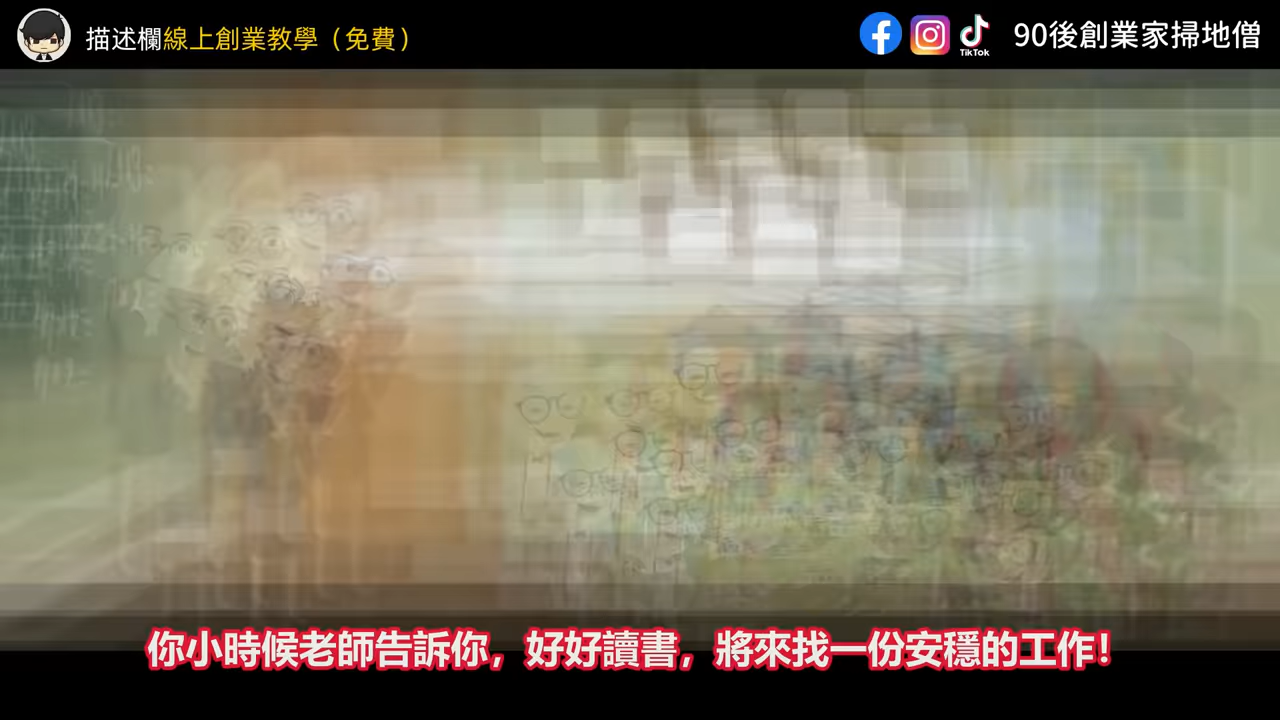 描述欄線上創業教學（免費）
TikTok
90後創業家掃地僧
你小時候老師告訴你，好好讀書，將來找一份安穩的工作！